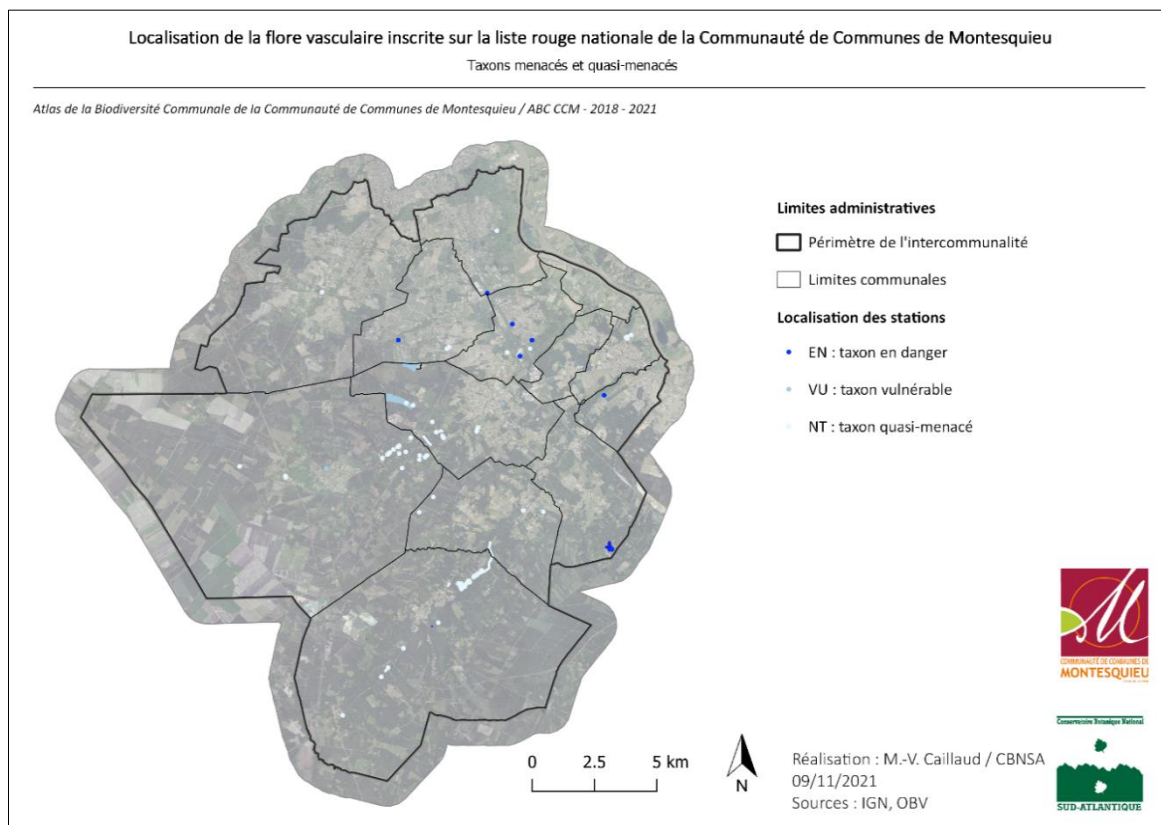 Localisation de la flore vasculaire inscrite sur la liste rouge nationale de la Communauté de Communes de Montesquieu
Taxons menacés et quasi-menacés
Atlas de la Biodiversité Communale de la Communauté de Communes de Montesquieu / ABC CCM - 2018 - 2021
Limites administratives
Périmètre de l'intercommunalité
Limites communales
Localisation des stations
EN : taxon en danger
VU : taxon vulnérable
NT : taxon quasi-menacé
M
COMMUNAUTÉ DE COMMUNES DE
MONTESQUIEU
Conservatoire Botanique National
SUD-ATLANTIQUE
0 2.5 5 km
N
Réalisation : M.-V. Caillaud / CBNSA
09/11/2021
Sources : IGN, OBV